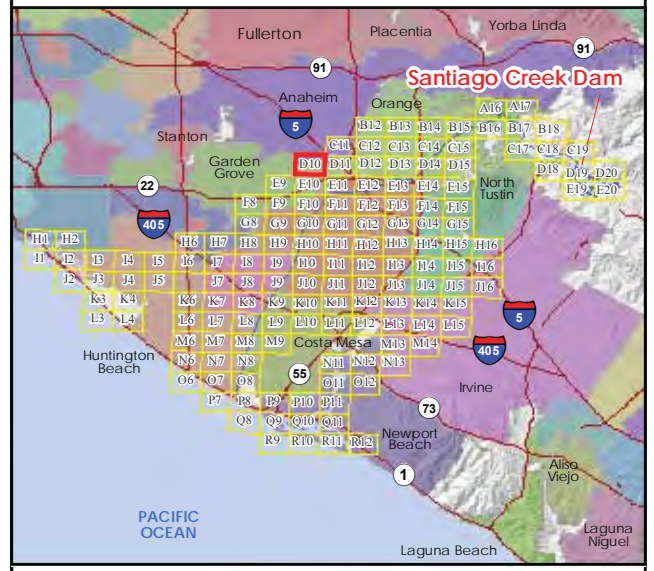 Yorba Linda
Placentia
Fullerton
91
91
Santiago Creek Dam
Anaheim
Orange
A16 A17
5
B12 B13 B14 B15 B16 B17 B18
Stanton
C11 C12 C13 C14 C15 C17 C18 C19
Garden
Grove
D10 D11 D12 D13 D14 D15 D18 D19 D20
22
E9 E10 E11 E12 E13 E14 E15 E19 E20
North
Tustin
F8 F9 F10 F11 F12 F13 F14 F15
405
G8 G9 G10 G11 G12 G13 G14 G15
H1 H2 H6 H7 H8 H9 H10 H11 H12 H13 H14 H15 H16
I1 I2 I3 I4 I5 I6 I7 I8 I9 I10 I11 I12 I13 I14 I15 I16
J2 J3 J4 J5 J7 J8 J9 J10 J11 J12 J13 J14 J15 J16
K3 K4 K6 K7 K8 K9 K10 K11 K12 K13 K14 K15
5
L3 L4 L6 L7 L8 L9 L10 L11 L12 L13 L14 L15
M6 M7 M8 M9 Costa Mesa M13 M14
405
Huntington
Beach
N6 N7 N8 N11 N12 N13
55
O6 O7 O8 O11 O12
Irvine
P7 P8 P9 P10 P11
73
Q8 Q9 Q10 Q11
Newport
Beach
R9 R10 R11 R12
1
Aliso
Viejo
PACIFIC
OCEAN
Laguna
Niguel
Laguna Beach